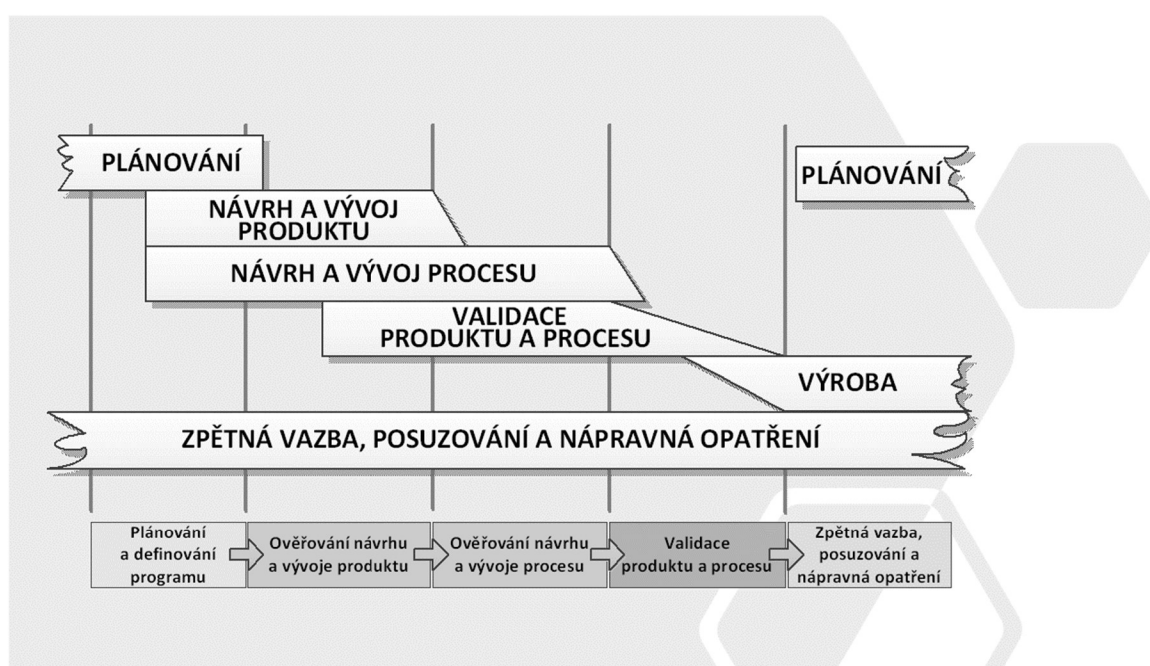 PLÁNOVÁNÍ
PLÁNOVÁNÍ
NÁVRH A VÝVOJ
PRODUKTU
NÁVRH A VÝVOJ PROCESU
VALIDACE
PRODUKTU A PROCESU
VÝROBA
ZPĚTNÁ VAZBA, POSUZOVÁNÍ A NÁPRAVNÁ OPATŘENÍ
Plánování
a definování
programu
Ověřování návrhu
a vývoje produktu
Ověřování návrhu
a vývoje procesu
Validace
produktu a procesu
Zpětná vazba,
posuzování a
nápravná opatření